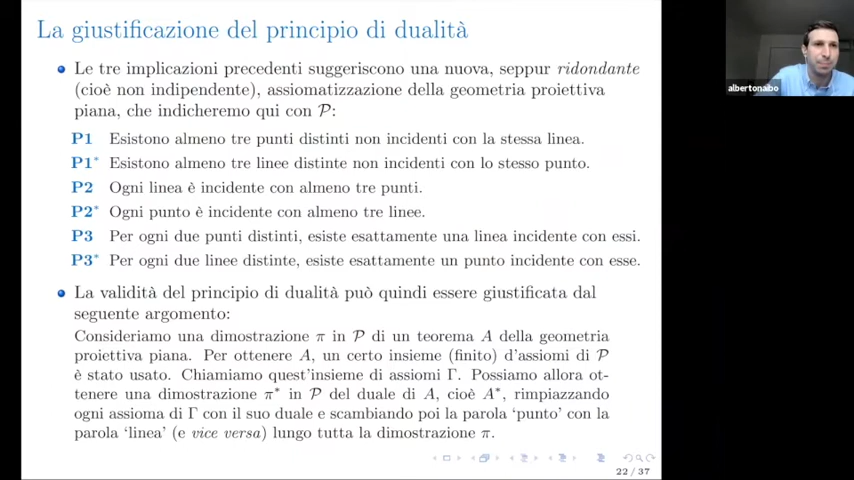 La giustificazione del principio di dualità
Le tre implicazioni precedenti suggeriscono una nuova, seppur ridondante
(cioè non indipendente), assiomatizzazione della geometria proiettiva
piana, che indicheremo qui con 𝒫:
P1 Esistono almeno tre punti distinti non incidenti con la stessa linea.
P1* Esistono almeno tre linee distinte non incidenti con lo stesso punto.
P2 Ogni linea è incidente con almeno tre punti.
P2* Ogni punto è incidente con almeno tre linee.
P3 Per ogni due punti distinti, esiste esattamente una linea incidente con essi.
P3* Per ogni due linee distinte, esiste esattamente un punto incidente con esse.
La validità del principio di dualità può quindi essere giustificata dal
seguente argomento:
Consideriamo una dimostrazione π in 𝒫 di un teorema A della geometria
proiettiva piana. Per ottenere A, un certo insieme (finito) d'assiomi di 𝒫
è stato usato. Chiamiamo quest'insieme di assiomi Γ. Possiamo allora ot-
tenere una dimostrazione π* in 𝒫 del duale di A, cioè A*, rimpiazzando
ogni assioma di Γ con il suo duale e scambiando poi la parola 'punto' con la
parola 'linea' (e vice versa) lungo tutta la dimostrazione π.
22 / 37
albertonaibo